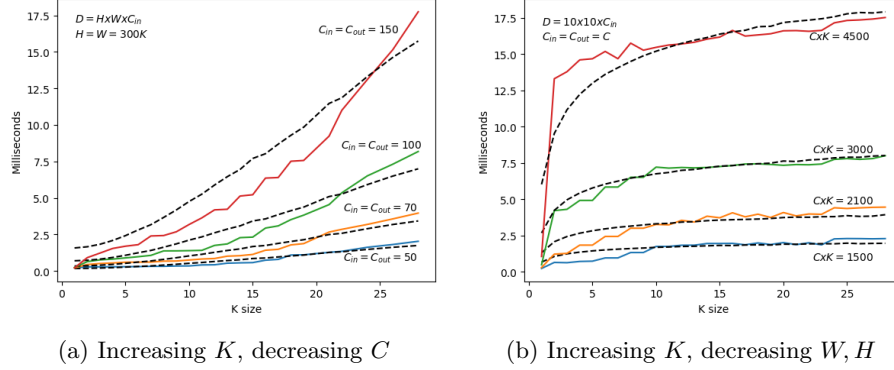 D = HxWxC_in
H = W = 300K
C_in = C_out = 150
C_in = C_out = 100
C_in = C_out = 70
C_in = C_out = 50
17.5
15.0
12.5
10.0
7.5
5.0
2.5
0.0
Milliseconds
0 5 10 15 20 25
K size
(a) Increasing K, decreasing C
D = 10x10xC_in
C_in = C_out = C
CxK = 4500
CxK = 3000
CxK = 2100
CxK = 1500
17.5
15.0
12.5
10.0
7.5
5.0
2.5
0.0
Milliseconds
0 5 10 15 20 25
K size
(b) Increasing K, decreasing W, H